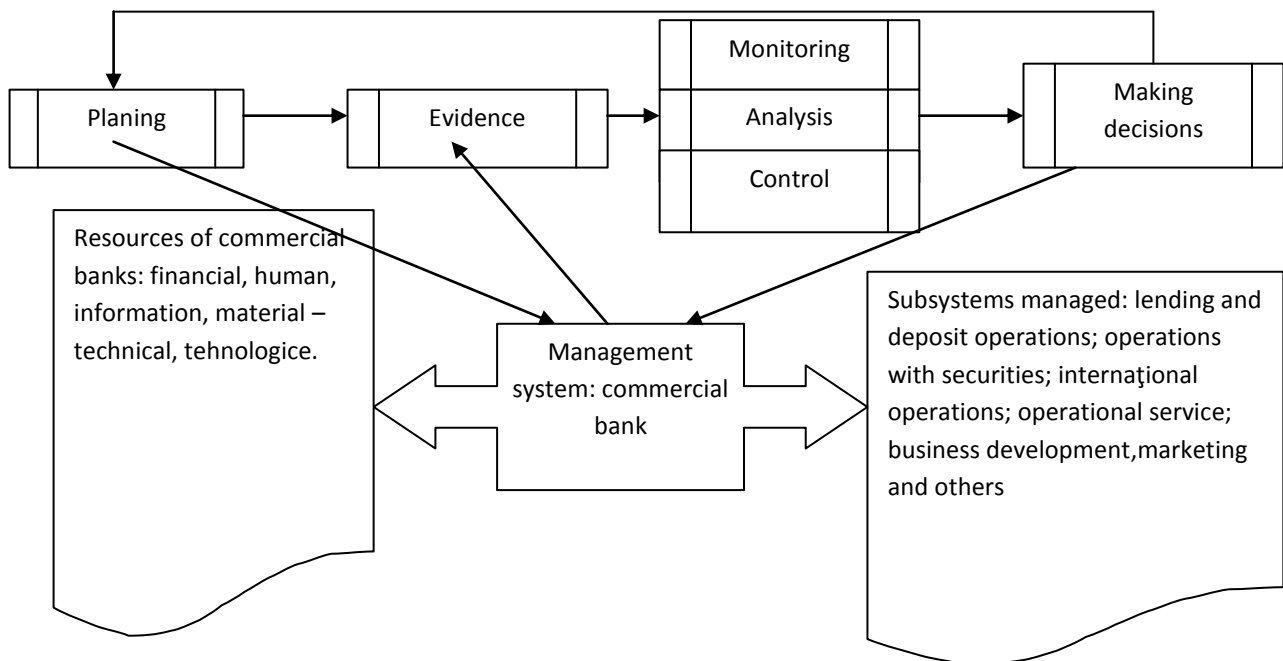 Planing
Evidence
Monitoring
Analysis
Control
Making
decisions
Resources of commercial
banks: financial, human,
information, material –
technical, tehnologice.
Management
system: commercial
bank
Subsystems managed: lending and
deposit operations; operations
with securities; internaţional
operations; operational service;
business development,marketing
and others